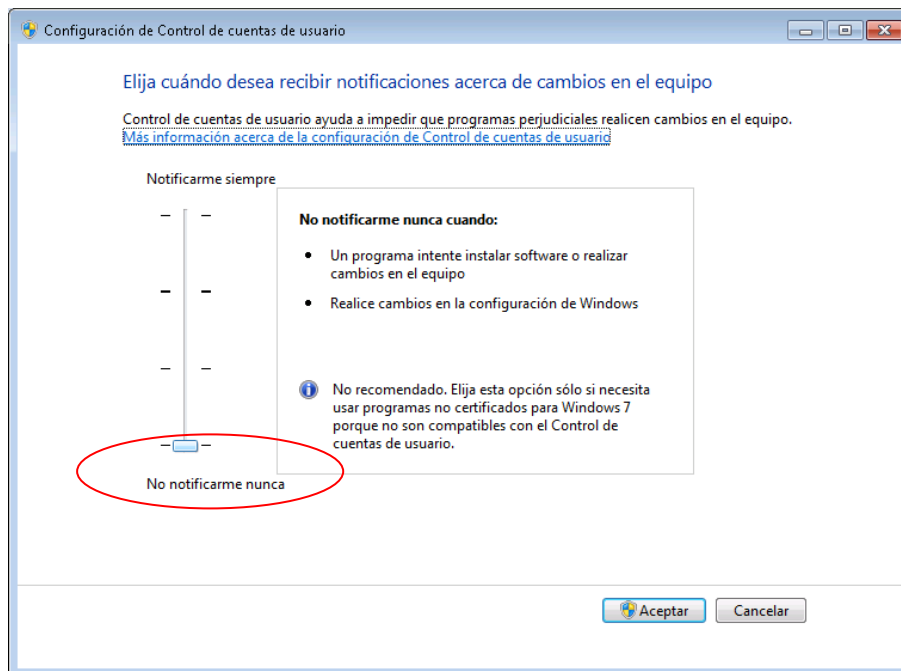 Configuración de Control de cuentas de usuario
Elija cuándo desea recibir notificaciones acerca de cambios en el equipo
Control de cuentas de usuario ayuda a impedir que programas perjudiciales realicen cambios en el equipo.
Más información acerca de la configuración de Control de cuentas de usuario
Notificarme siempre
No notificarme nunca cuando:
• Un programa intente instalar software o realizar
cambios en el equipo
• Realice cambios en la configuración de Windows
No recomendado. Elija esta opción sólo si necesita
usar programas no certificados para Windows 7
porque no son compatibles con el Control de
cuentas de usuario.
No notificarme nunca
Aceptar
Cancelar